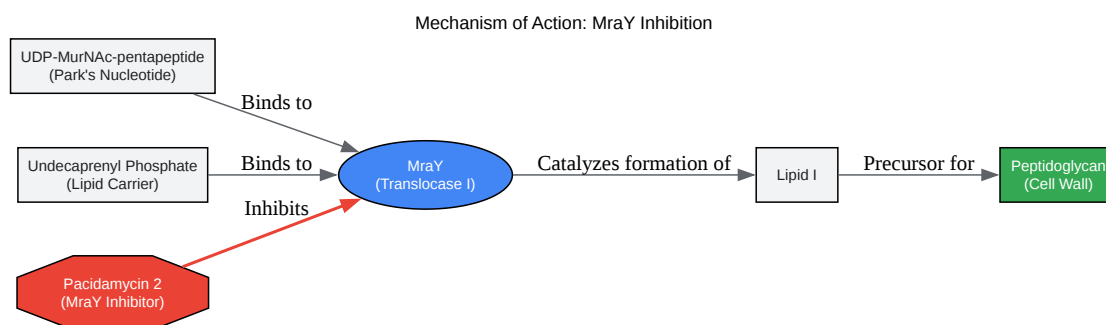 Mechanism of Action: MraY Inhibition
UDP-MurNAc-pentapeptide
(Park's Nucleotide)
Binds to
Undecaprenyl Phosphate
(Lipid Carrier)
Binds to
MraY
(Translocase I)
Catalyzes formation of
Lipid I
Precursor for
Peptidoglycan
(Cell Wall)
Inhibits
Pacidamycin 2
(MraY Inhibitor)